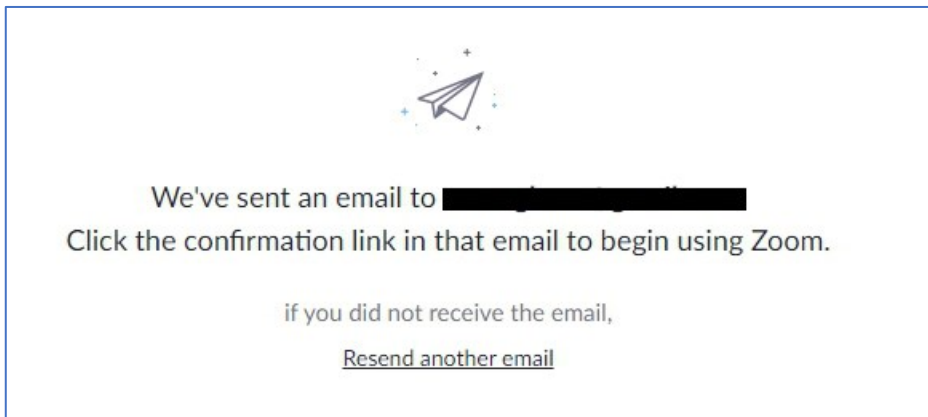 We've sent an email to
Click the confirmation link in that email to begin using Zoom.
if you did not receive the email,
Resend another email